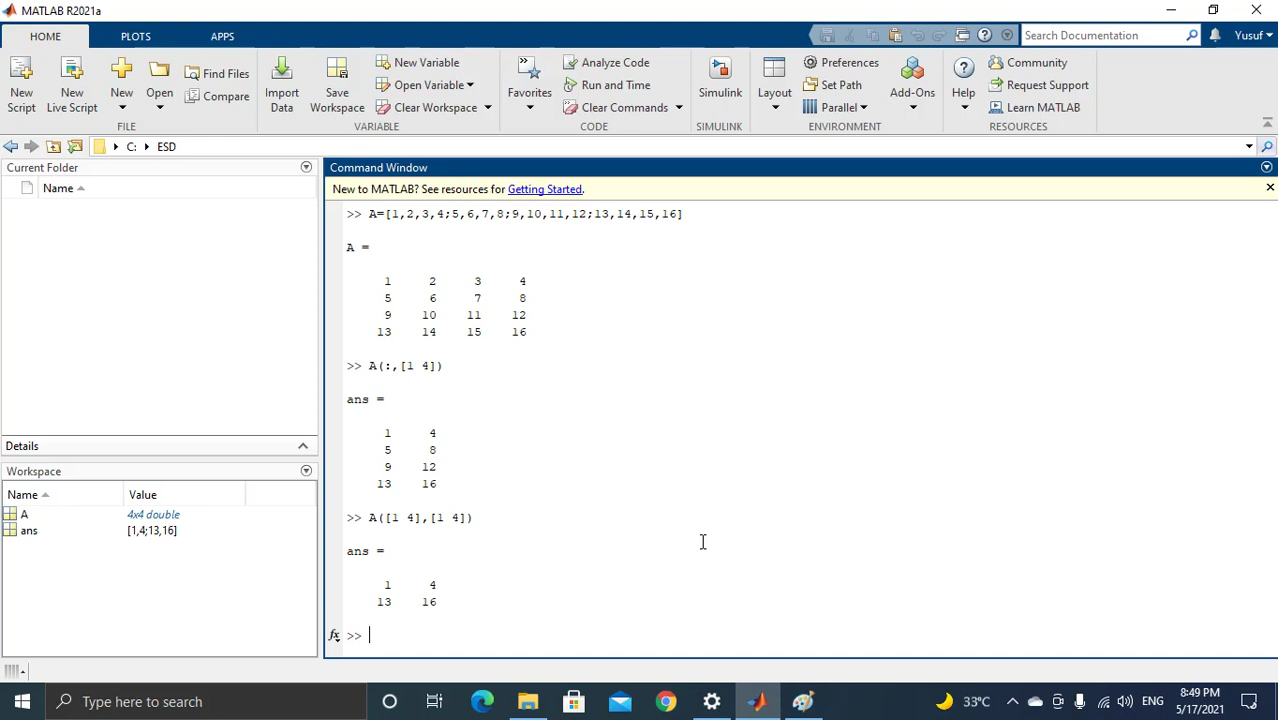 MATLAB R2021a
HOME PLOTS APPS Search Documentation Yusuf
New Script New Live Script New Open Find Files Compare Import Data Save Workspace New Variable Open Variable Clear Workspace Favorites Analyze Code Run and Time Clear Commands Simulink Layout Preferences Set Path Parallel Add-Ons Help Community Request Support Learn MATLAB
FILE VARIABLE CODE SIMULINK ENVIRONMENT RESOURCES
C: ESD
Current Folder
Name
Details
Workspace
Name Value
A 4x4 double
ans [1,4;13,16]
Command Window
New to MATLAB? See resources for Getting Started.
>> A=[1,2,3,4;5,6,7,8;9,10,11,12;13,14,15,16]
A =
1 2 3 4
5 6 7 8
9 10 11 12
13 14 15 16
>> A(:,[1 4])
ans =
1 4
5 8
9 12
13 16
>> A([1 4],[1 4])
ans =
1 4
13 16
fx >>
Type here to search 33°C ENG 8:49 PM
5/17/2021